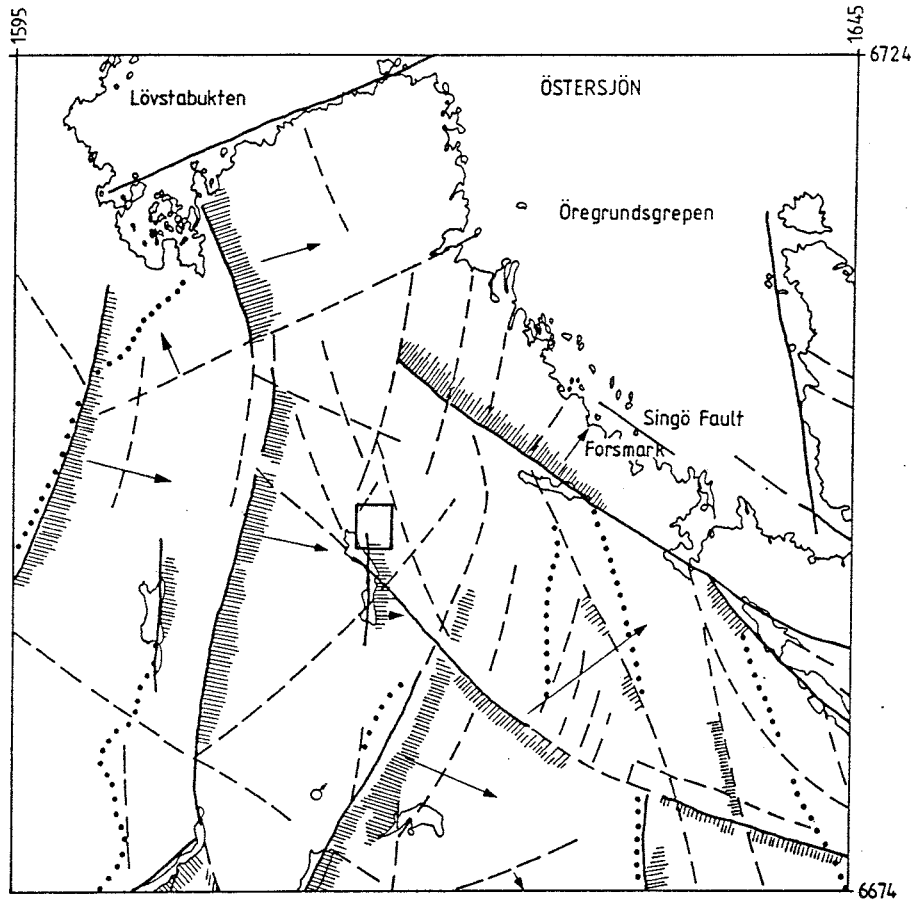 1595
1645
6724
Lövstabukten
ÖSTERSJÖN
Öregrundsgrepen
Singö Fault
Forsmark
6674